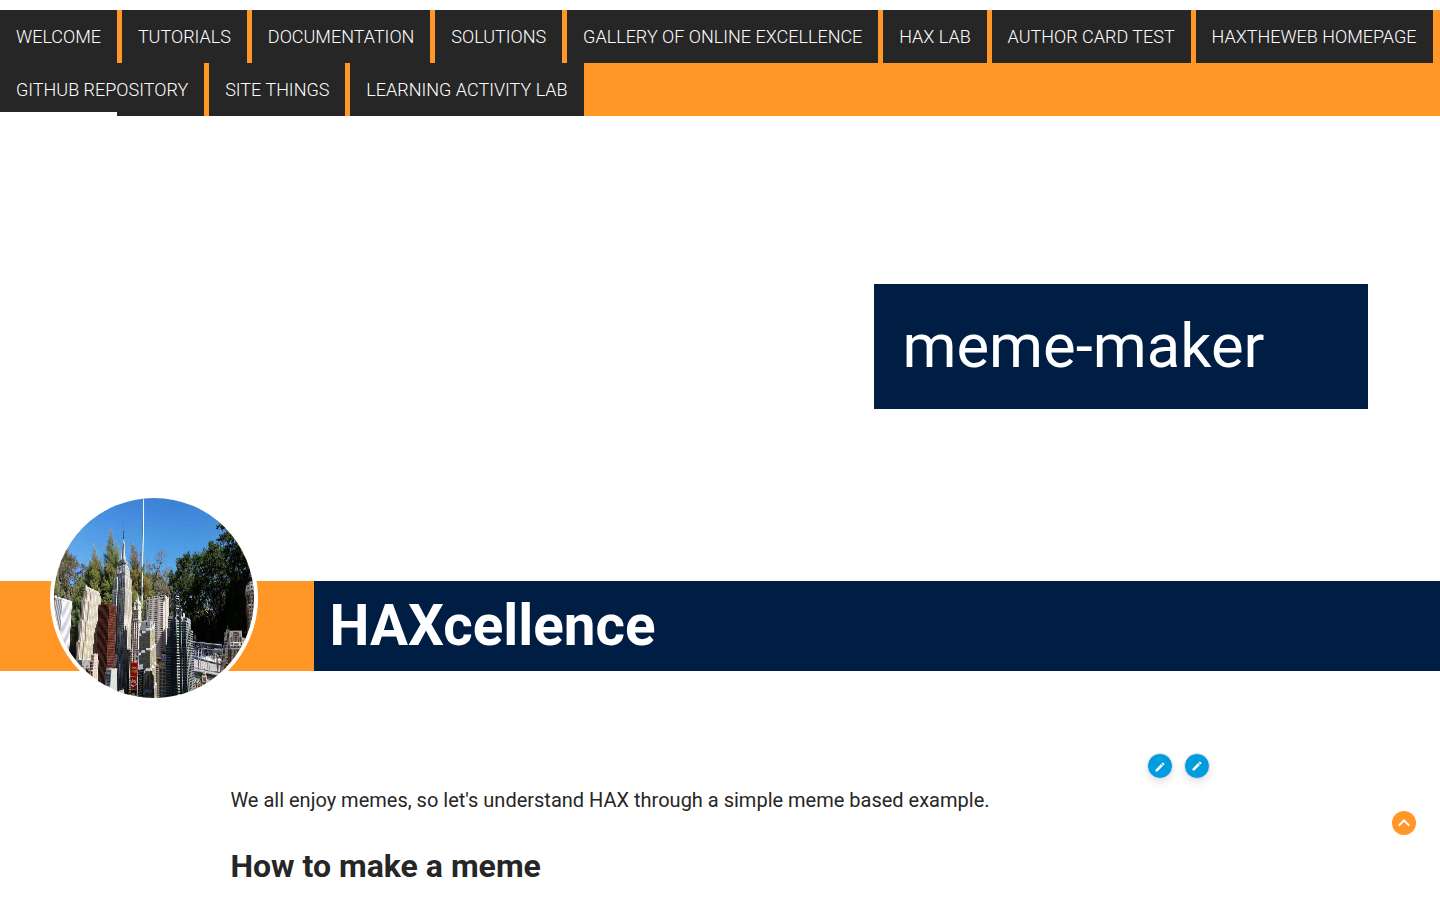 WELCOME TUTORIALS DOCUMENTATION SOLUTIONS GALLERY OF ONLINE EXCELLENCE HAX LAB AUTHOR CARD TEST HAXTHEWEB HOMEPAGE
GITHUB REPOSITORY SITE THINGS LEARNING ACTIVITY LAB
meme-maker
HAXcellence
We all enjoy memes, so let's understand HAX through a simple meme based example.
How to make a meme